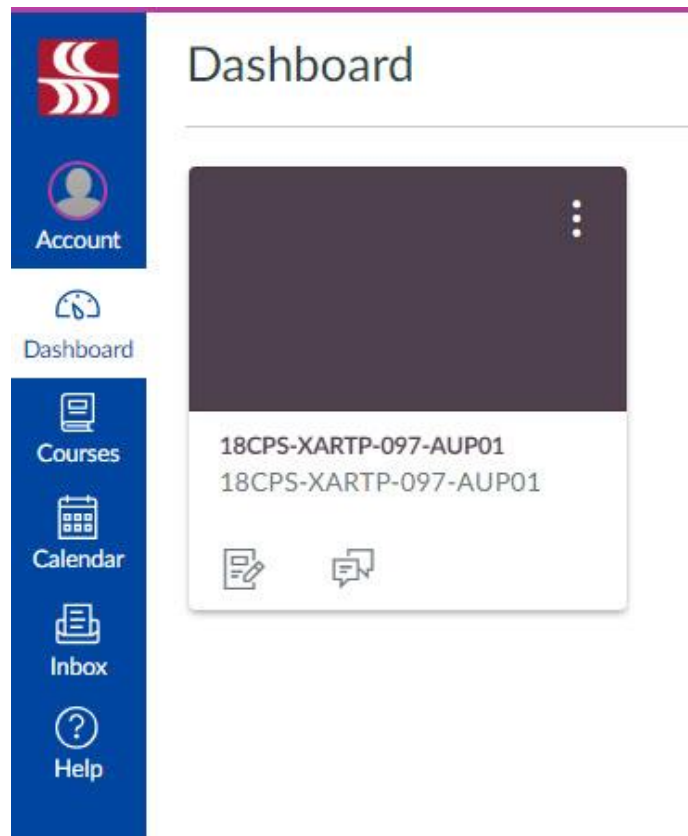 Dashboard
Account
Dashboard
Courses
Calendar
Inbox
Help
18CPS-XARTP-097-AUP01
18CPS-XARTP-097-AUP01